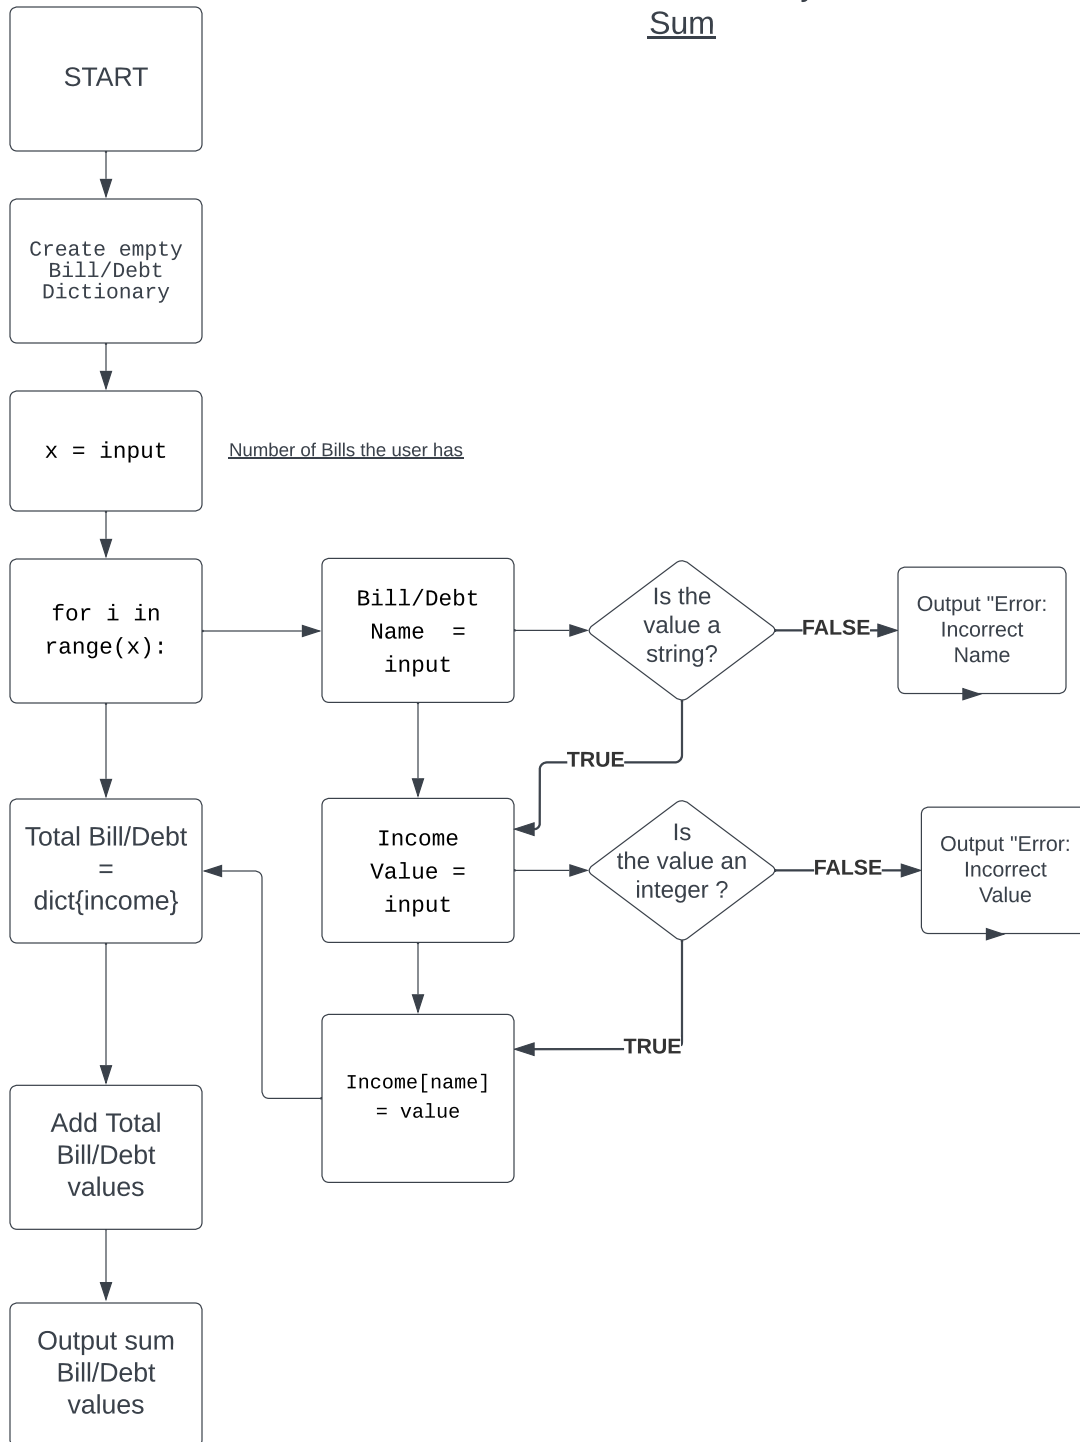 Sum
START
Create empty
Bill/Debt
Dictionary
x = input
Number of Bills the user has
for i in
range(x):
Bill/Debt
Name  =
input
Is the
value a
string?
FALSE
Output "Error:
Incorrect
Name
TRUE
Total Bill/Debt
=
dict{income}
Income
Value =
input
Is
the value an
integer ?
FALSE
Output "Error:
Incorrect
Value
TRUE
Income[name]
= value
Add Total
Bill/Debt
values
Output sum
Bill/Debt
values